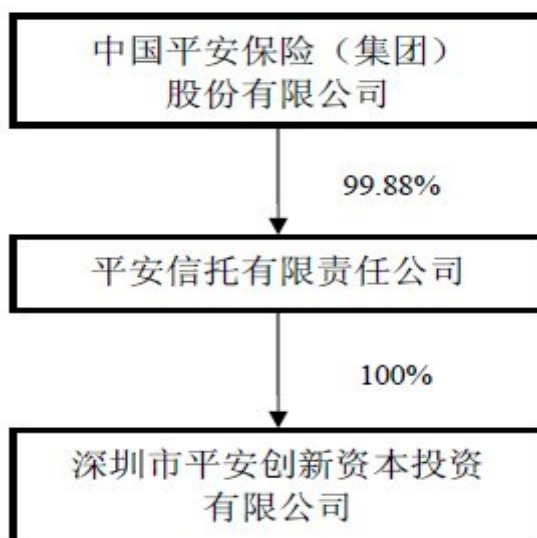 中国平安保险（集团）
股份有限公司
99.88%
平安信托有限责任公司
100%
深圳市平安创新资本投资
有限公司